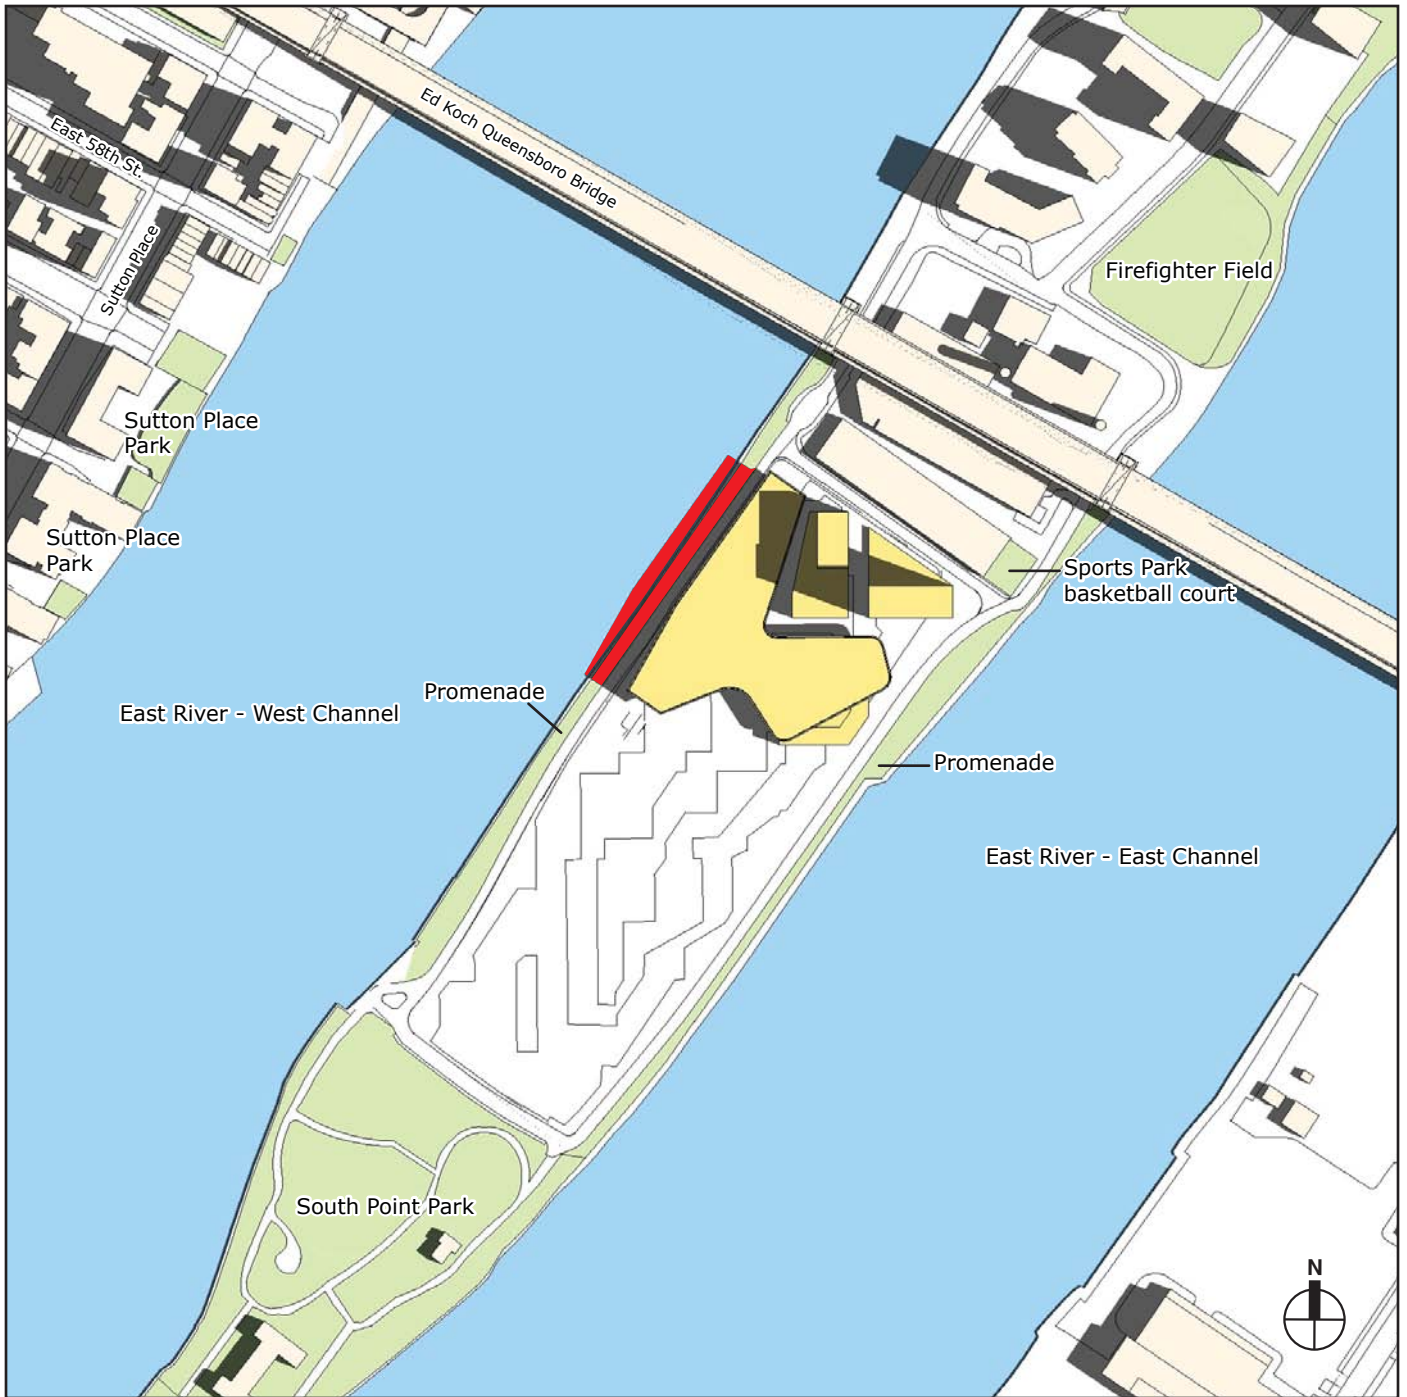 Ed Koch Queensboro Bridge
East 58th St.
Sutton Place
Firefighter Field
Sutton Place
Park
Sutton Place
Park
Sports Park
basketball court
Promenade
East River - West Channel
Promenade
East River - East Channel
South Point Park
N